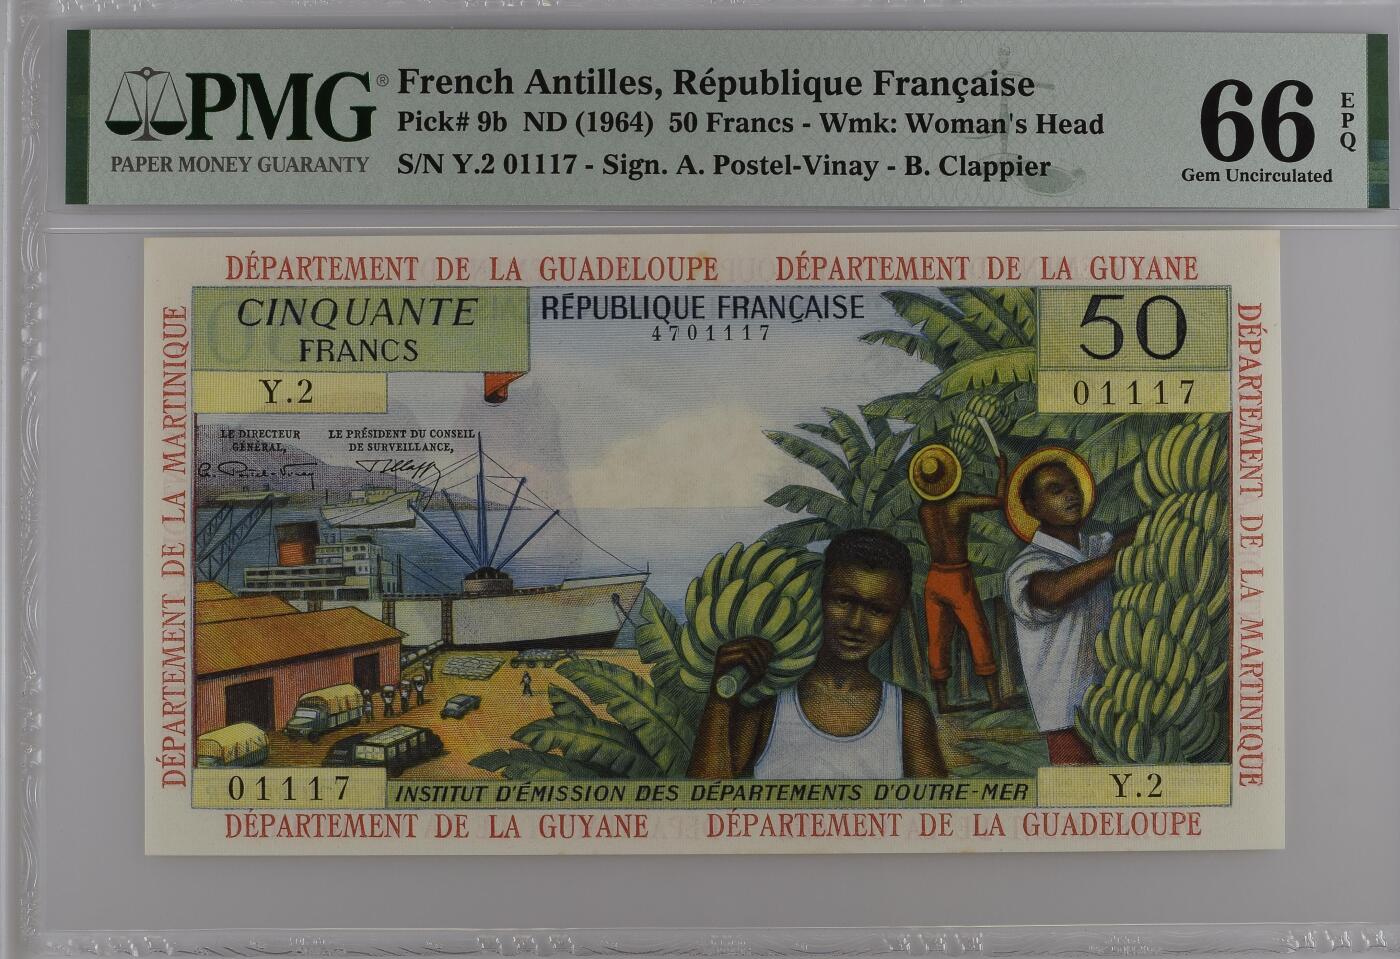 PMG®
PAPER MONEY GUARANTY
French Antilles, République Française
Pick# 9b ND (1964) 50 Francs - Wmk: Woman's Head
S/N Y.2 01117 - Sign. A. Postel-Vinay - B. Clappier
66
EPQ
Gem Uncirculated
DÉPARTEMENT DE LA GUADELOUPE DÉPARTEMENT DE LA GUYANE
DÉPARTEMENT DE LA MARTINIQUE
CINQUANTE
FRANCS
RÉPUBLIQUE FRANÇAISE
4701117
50
Y.2
01117
LE DIRECTEUR
GÉNÉRAL,
LE PRÉSIDENT DU CONSEIL
DE SURVEILLANCE,
DÉPARTEMENT DE LA MARTINIQUE
01117
INSTITUT D'ÉMISSION DES DÉPARTEMENTS D'OUTRE-MER
Y.2
DÉPARTEMENT DE LA GUYANE DÉPARTEMENT DE LA GUADELOUPE